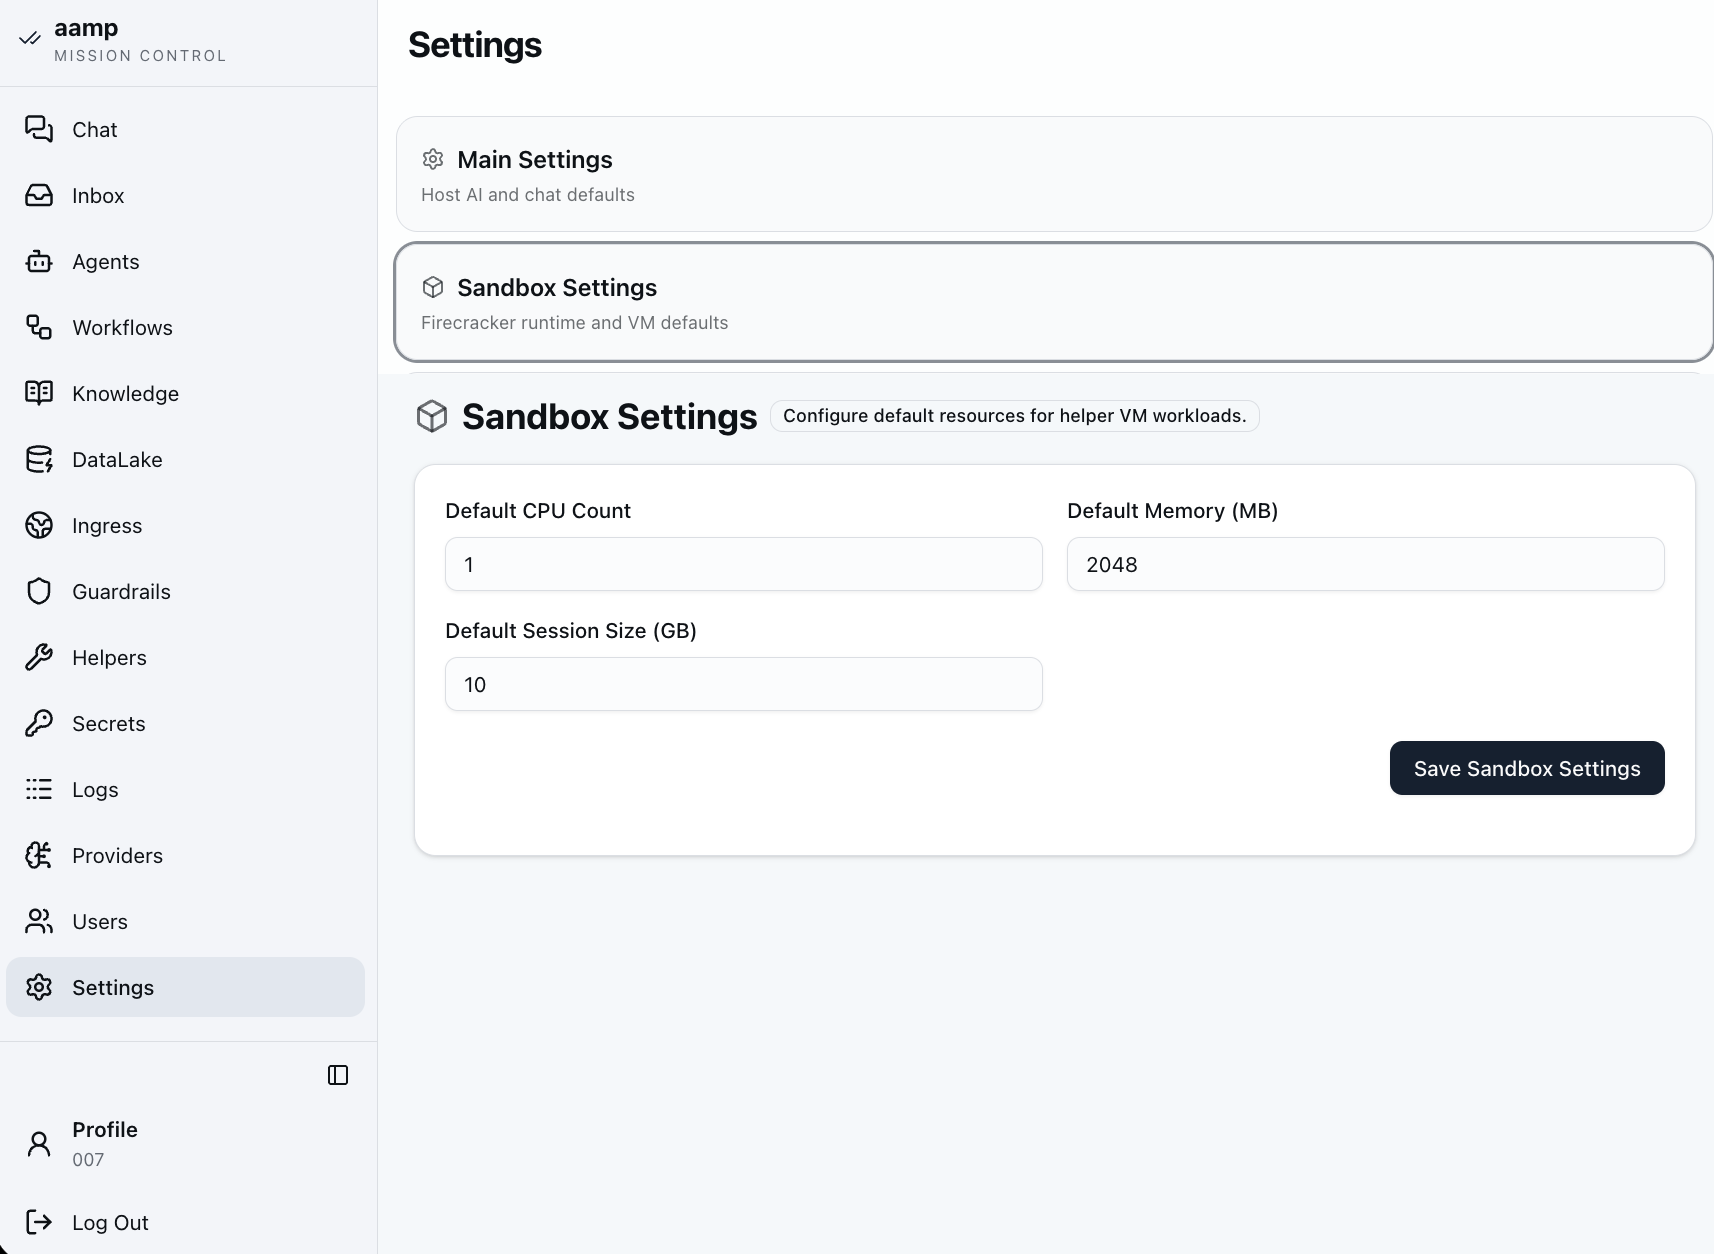 aamp
MISSION CONTROL
Chat
Inbox
Agents
Workflows
Knowledge
DataLake
Ingress
Guardrails
Helpers
Secrets
Logs
Providers
Users
Settings
Profile
007
Log Out
Settings
Main Settings
Host AI and chat defaults
Sandbox Settings
Firecracker runtime and VM defaults
Sandbox Settings
Configure default resources for helper VM workloads.
Default CPU Count
1
Default Memory (MB)
2048
Default Session Size (GB)
10
Save Sandbox Settings